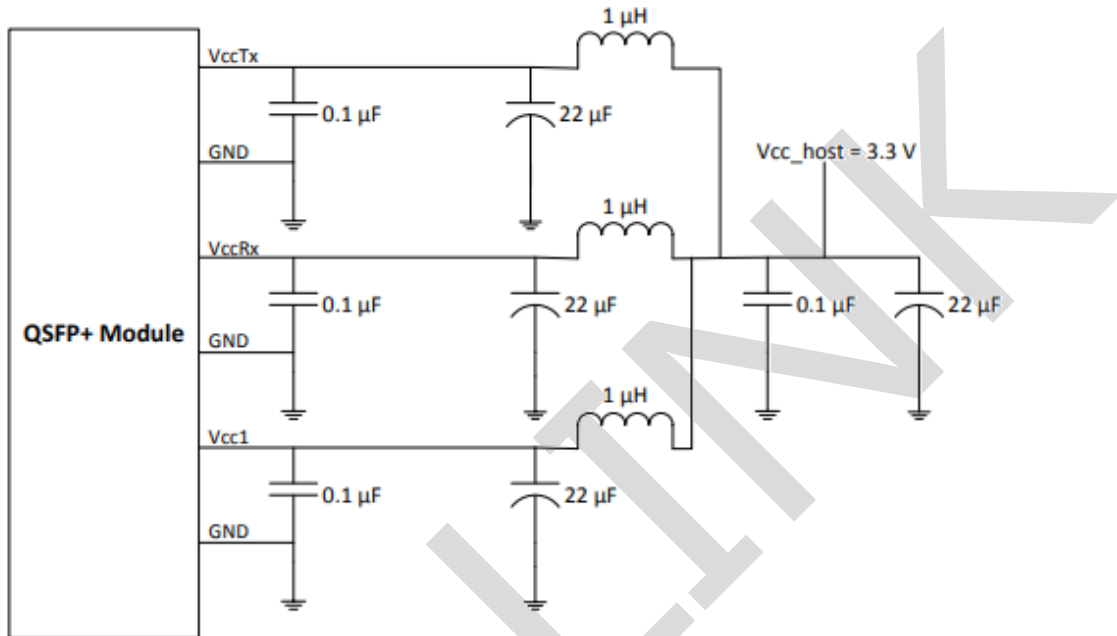 1 µH
VccTx
0.1 µF
22 µF
GND
Vcc_host = 3.3 V
1 µH
VccRx
0.1 µF
22 µF
0.1 µF
22 µF
QSFP+ Module
GND
1 µH
Vcc1
0.1 µF
22 µF
GND
LINK